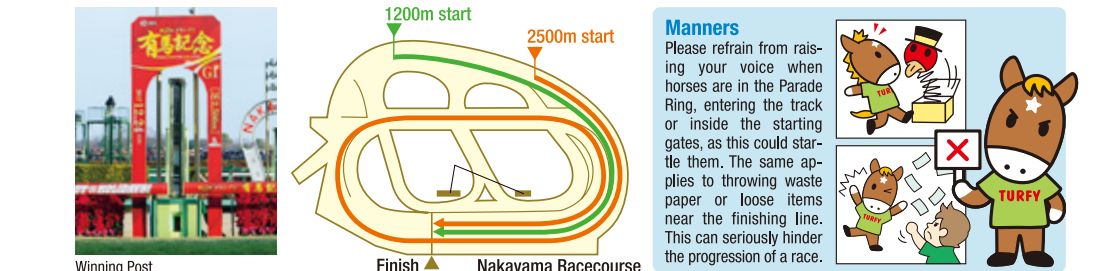 有馬記念
GI
Winning Post
1200m start
2500m start
Finish
Nakayama Racecourse
Manners
Please refrain from rais-
ing your voice when
horses are in the Parade
Ring, entering the track
or inside the starting
gates, as this could star-
tle them. The same ap-
plies to throwing waste
paper or loose items
near the finishing line.
This can seriously hinder
the progression of a race.
TURF
TURFY
TURFY